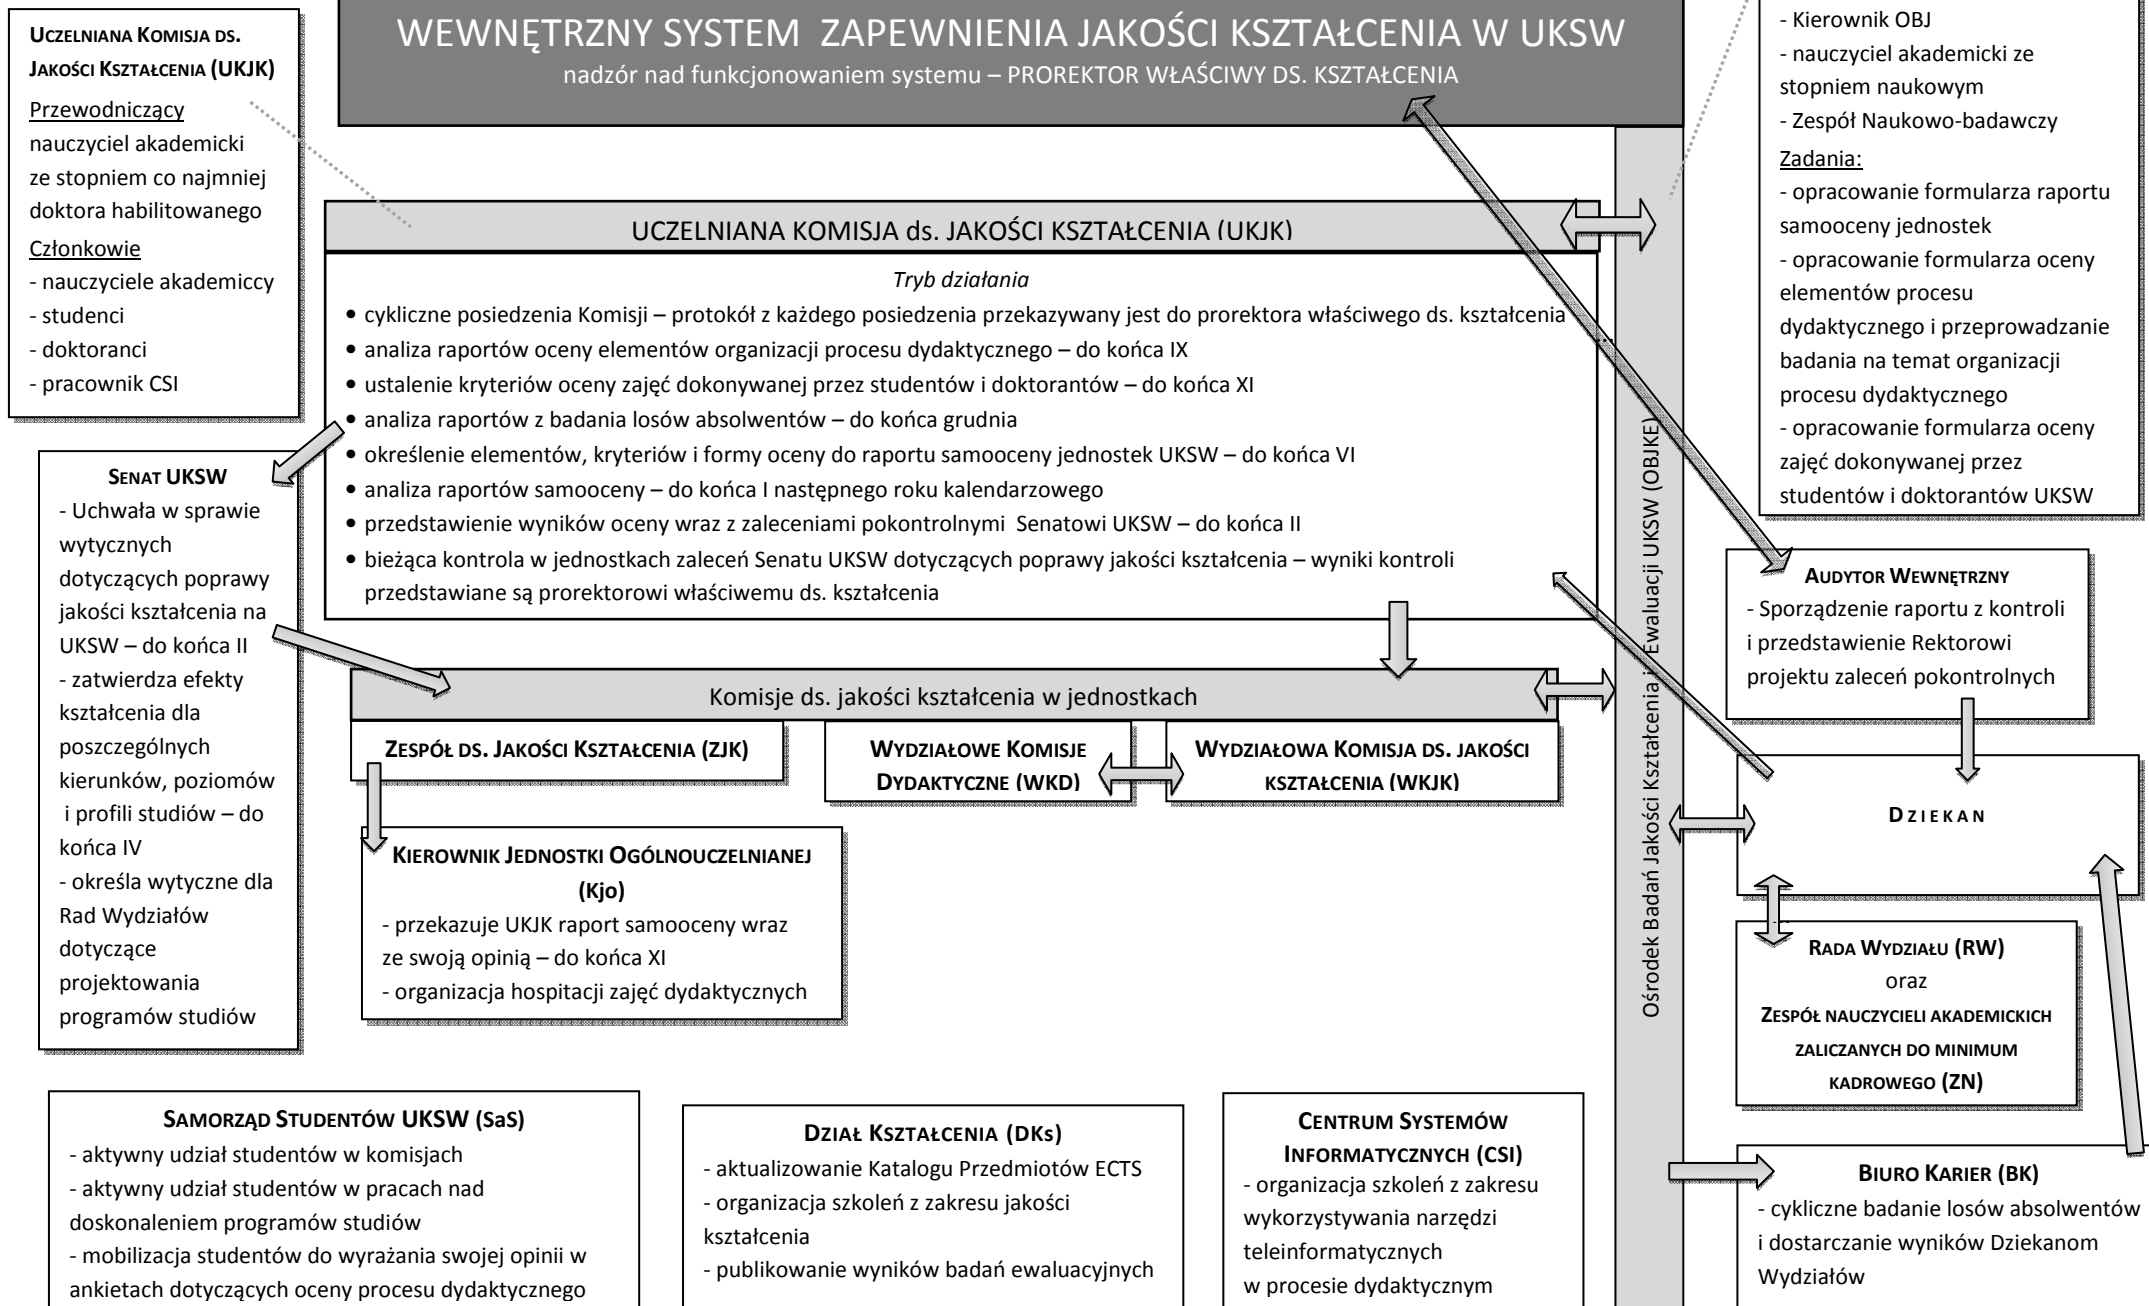 WEWNĘTRZNY SYSTEM ZAPEWNIENIA JAKOŚCI KSZTAŁCENIA W UKSW
nadzór nad funkcjonowaniem systemu – PROREKTOR WŁAŚCIWY DS. KSZTAŁCENIA
UCZELNIANA KOMISJA DS.
JAKOŚCI KSZTAŁCENIA (UKJK)
Przewodniczący
nauczyciel akademicki
ze stopniem co najmniej
doktora habilitowanego
Członkowie
- nauczyciele akademiccy
- studenci
- doktoranci
- pracownik CSI
- Kierownik OBJ
- nauczyciel akademicki ze
stopniem naukowym
- Zespół Naukowo-badawczy
Zadania:
- opracowanie formularza raportu
samooceny jednostek
- opracowanie formularza oceny
elementów procesu
dydaktycznego i przeprowadzanie
badania na temat organizacji
procesu dydaktycznego
- opracowanie formularza oceny
zajęć dokonywanej przez
studentów i doktorantów UKSW
UCZELNIANA KOMISJA ds. JAKOŚCI KSZTAŁCENIA (UKJK)
Tryb działania
• cykliczne posiedzenia Komisji – protokół z każdego posiedzenia przekazywany jest do prorektora właściwego ds. kształcenia
• analiza raportów oceny elementów organizacji procesu dydaktycznego – do końca IX
• ustalenie kryteriów oceny zajęć dokonywanej przez studentów i doktorantów – do końca XI
• analiza raportów z badania losów absolwentów – do końca grudnia
• określenie elementów, kryteriów i formy oceny do raportu samooceny jednostek UKSW – do końca VI
• analiza raportów samooceny – do końca I następnego roku kalendarzowego
• przedstawienie wyników oceny wraz z zaleceniami pokontrolnymi Senatowi UKSW – do końca II
• bieżąca kontrola w jednostkach zaleceń Senatu UKSW dotyczących poprawy jakości kształcenia – wyniki kontroli
przedstawiane są prorektorowi właściwemu ds. kształcenia
...
SENAT UKSW
- Uchwała w sprawie
wytycznych
dotyczących poprawy
jakości kształcenia na
UKSW – do końca II
- zatwierdza efekty
kształcenia dla
poszczególnych
kierunków, poziomów
i profili studiów – do
końca IV
- określa wytyczne dla
Rad Wydziałów
dotyczące
projektowania
programów studiów
Ośrodek Badań Jakości Kształcenia i Ewaluacji UKSW (OBJKE)
AUDYTOR WEWNĘTRZNY
- Sporządzenie raportu z kontroli
i przedstawienie Rektorowi
projektu zaleceń pokontrolnych
Komisje ds. jakości kształcenia w jednostkach
ZESPÓŁ DS. JAKOŚCI KSZTAŁCENIA (ZJK)
WYDZIAŁOWE KOMISJE
DYDAKTYCZNE (WKD)
WYDZIAŁOWA KOMISJA DS. JAKOŚCI
KSZTAŁCENIA (WKJK)
DZIEKAN
KIEROWNIK JEDNOSTKI OGÓLNOUCZELNIANEJ
(Kjo)
- przekazuje UKJK raport samooceny wraz
ze swoją opinią – do końca XI
- organizacja hospitacji zajęć dydaktycznych
RADA WYDZIAŁU (RW)
oraz
ZESPÓŁ NAUCZYCIELI AKADEMICKICH
ZALICZANYCH DO MINIMUM
KADROWEGO (ZN)
SAMORZĄD STUDENTÓW UKSW (SaS)
- aktywny udział studentów w komisjach
- aktywny udział studentów w pracach nad
doskonaleniem programów studiów
- mobilizacja studentów do wyrażania swojej opinii w
ankietach dotyczących oceny procesu dydaktycznego
DZIAŁ KSZTAŁCENIA (DKs)
- aktualizowanie Katalogu Przedmiotów ECTS
- organizacja szkoleń z zakresu jakości
kształcenia
- publikowanie wyników badań ewaluacyjnych
CENTRUM SYSTEMÓW
INFORMATYCZNYCH (CSI)
- organizacja szkoleń z zakresu
wykorzystywania narzędzi
teleinformatycznych
w procesie dydaktycznym
BIURO KARIER (BK)
- cykliczne badanie losów absolwentów
i dostarczanie wyników Dziekanom
Wydziałów